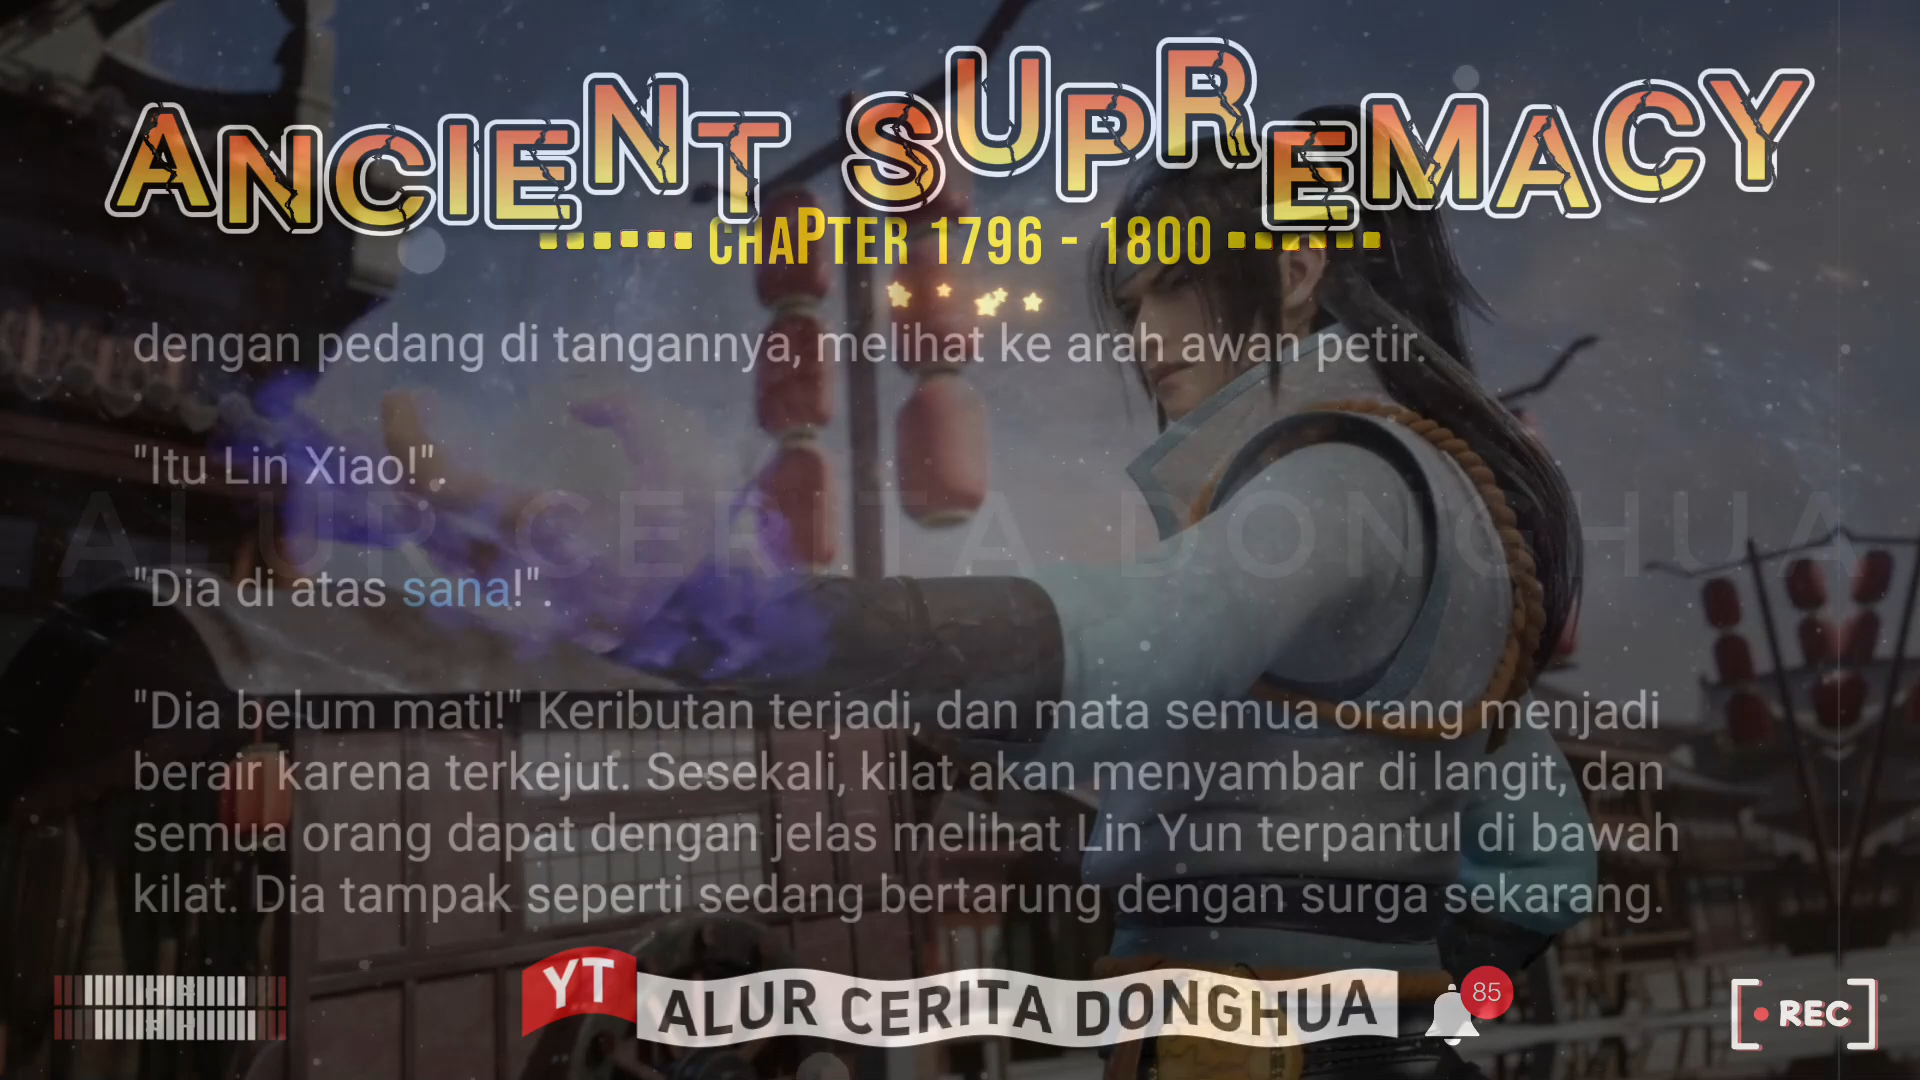 ANCIENT SUPREMACY
CHAPTER 1796 - 1800
dengan pedang di tangannya, melihat ke arah awan petir.
"Itu Lin Xiao!".
ALUR CERITA DONGHUA
"Dia di atas sana!".
"Dia belum mati!" Keributan terjadi, dan mata semua orang menjadi
berair karena terkejut. Sesekali, kilat akan menyambar di langit, dan
semua orang dapat dengan jelas melihat Lin Yun terpantul di bawah
kilat. Dia tampak seperti sedang bertarung dengan surga sekarang.
YT ALUR CERITA DONGHUA 85
REC